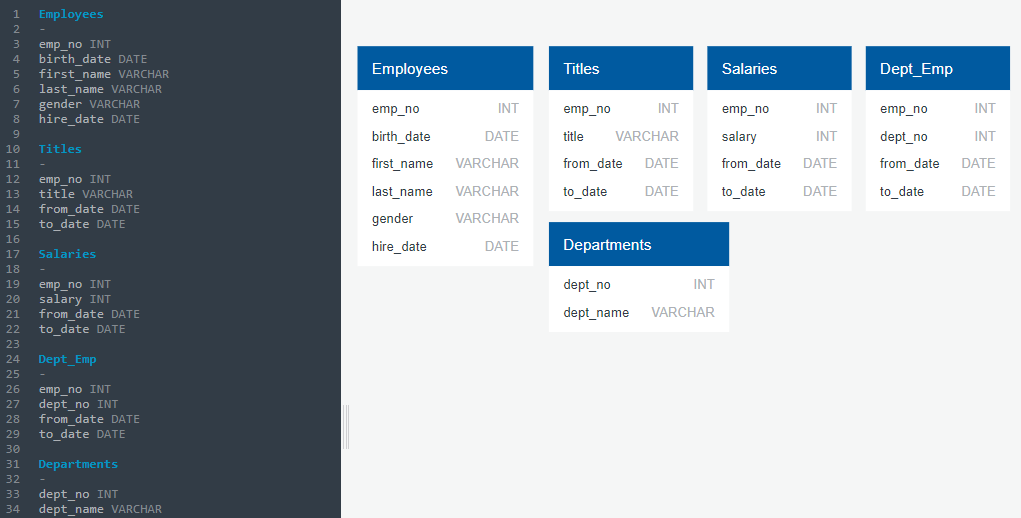 1 Employees
2 -
3 emp_no INT
4 birth_date DATE
5 first_name VARCHAR
6 last_name VARCHAR
7 gender VARCHAR
8 hire_date DATE
9
10 Titles
11 -
12 emp_no INT
13 title VARCHAR
14 from_date DATE
15 to_date DATE
16
17 Salaries
18 -
19 emp_no INT
20 salary INT
21 from_date DATE
22 to_date DATE
23
24 Dept_Emp
25 -
26 emp_no INT
27 dept_no INT
28 from_date DATE
29 to_date DATE
30
31 Departments
32 -
33 dept_no INT
34 dept_name VARCHAR
Employees
emp_no INT
birth_date DATE
first_name VARCHAR
last_name VARCHAR
gender VARCHAR
hire_date DATE
Titles
emp_no INT
title VARCHAR
from_date DATE
to_date DATE
Salaries
emp_no INT
salary INT
from_date DATE
to_date DATE
Dept_Emp
emp_no INT
dept_no INT
from_date DATE
to_date DATE
Departments
dept_no INT
dept_name VARCHAR